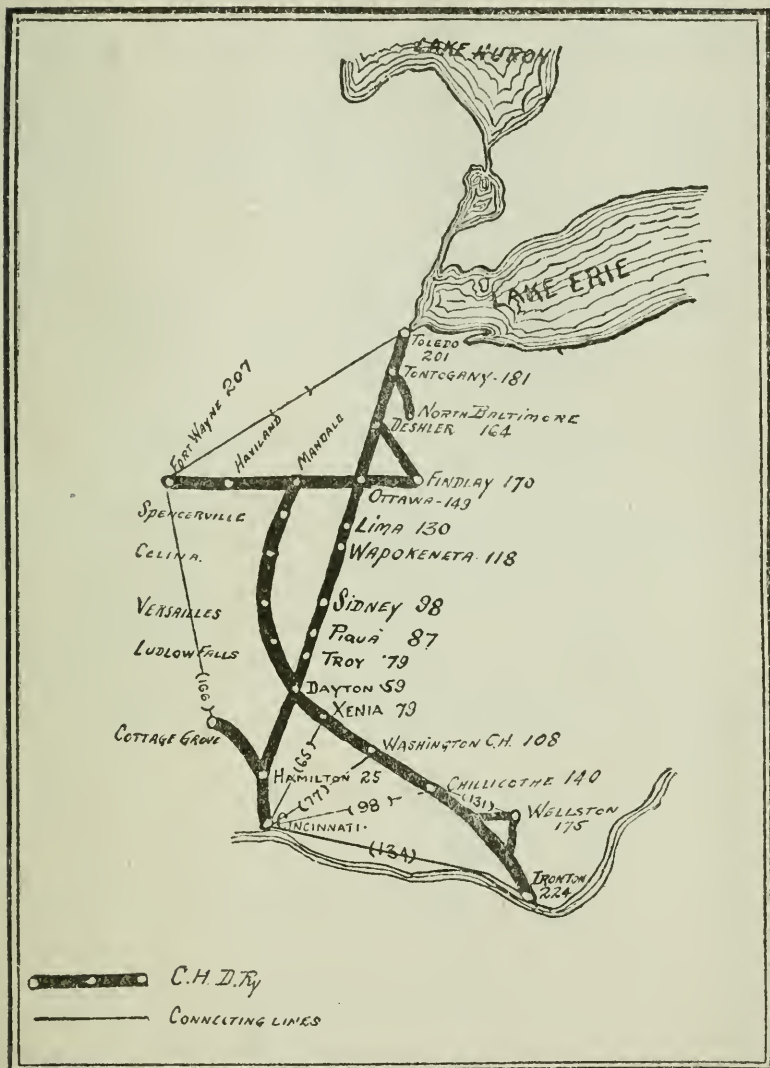 LAKE HURON
LAKE ERIE
TOLEDO
201
TONTOGANY-181
NORTH BALTIMORE
DESHLER 164
FORT WAYNE 207
HAVILAND
MANDALE
FINDLAY 170
OTTAWA-149
SPENCERVILLE
LIMA 130
CELINA.
WAPOKENETA 118
VERSAILLES
SIDNEY 98
PIQUA 87
LUDLOW FALLS
TROY 79
DAYTON 59
(166)
XENIA 79
COTTAGE GROVE
WASHINGTON C.H. 108
(65)
HAMILTON 25
CHILLICOTHE 140
(77)
(98)
(131)
WELLSTON
175
CINCINNATI
(134)
IRONTON
224
C.H.D.Ry
CONNECTING LINES